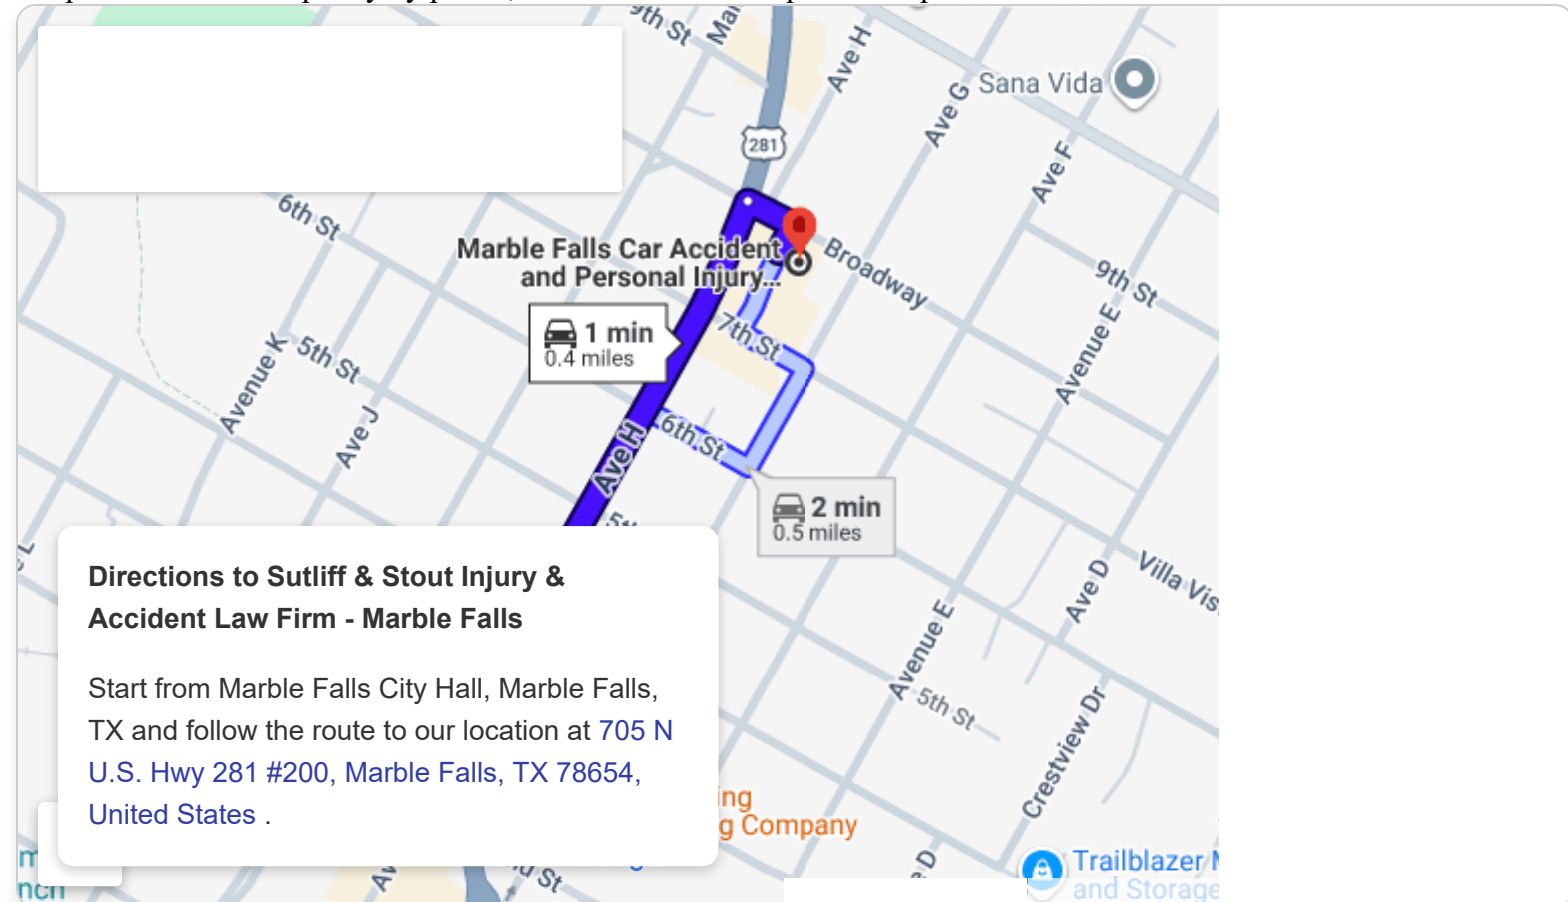 9th St
Ave H
Ave G
Sana Vida
281
Ave F
6th St
Marble Falls Car Accident
and Personal Injury...
Broadway
9th St
1 min
0.4 miles
7th St
Avenue E
5th St
Avenue K
Ave J
6th St
Ave H
2 min
0.5 miles
Directions to Sutliff & Stout Injury &
Accident Law Firm - Marble Falls
Start from Marble Falls City Hall, Marble Falls,
TX and follow the route to our location at 705 N
U.S. Hwy 281 #200, Marble Falls, TX 78654,
United States .
Villa Vis
Ave D
Avenue E
5th St
Crestview Dr
ing
g Company
Trailblazer
and Storage
St